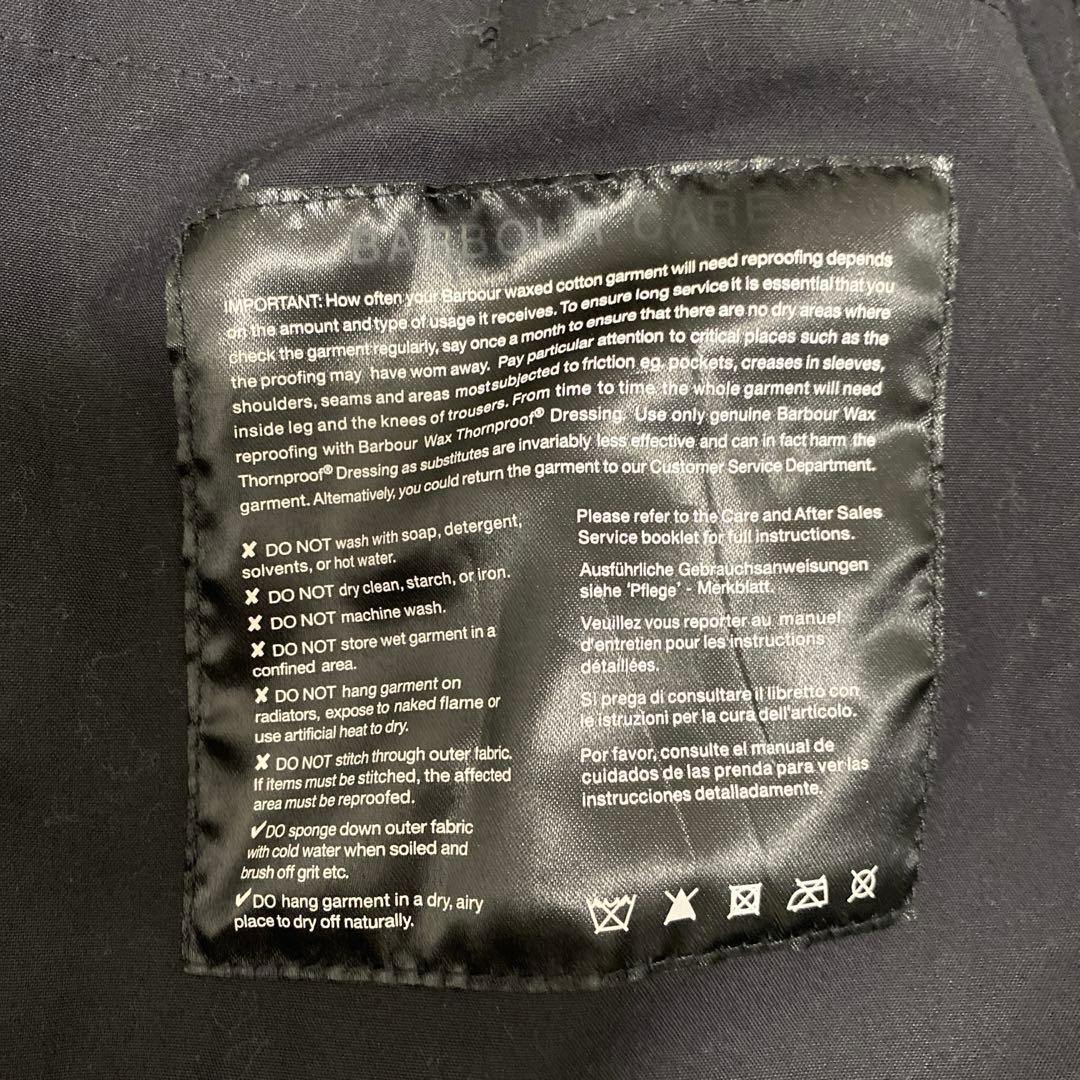 BARBOUR CARE
IMPORTANT: How often your Barbour waxed cotton garment will need reproofing depends
on the amount and type of usage it receives. To ensure long service it is essential that you
check the garment regularly, say once a month to ensure that there are no dry areas where
the proofing may have worn away. Pay particular attention to critical places such as the
shoulders, seams and areas most subjected to friction eg. pockets, creases in sleeves,
inside leg and the knees of trousers. From time to time, the whole garment will need
reproofing with Barbour Wax Thornproof® Dressing. Use only genuine Barbour Wax
Thornproof® Dressing as substitutes are invariably less effective and can in fact harm the
garment. Alternatively, you could return the garment to our Customer Service Department.
✘ DO NOT wash with soap, detergent,
solvents, or hot water.
✘ DO NOT dry clean, starch, or iron.
✘ DO NOT machine wash.
✘ DO NOT store wet garment in a
confined area.
✘ DO NOT hang garment on
radiators, expose to naked flame or
use artificial heat to dry.
✘ DO NOT stitch through outer fabric.
If items must be stitched, the affected
area must be reproofed.
✔DO sponge down outer fabric
with cold water when soiled and
brush off grit etc.
✔DO hang garment in a dry, airy
place to dry off naturally.
Please refer to the Care and After Sales
Service booklet for full instructions.
Ausführliche Gebrauchsanweisungen
siehe 'Pflege' - Merkblatt.
Veuillez vous reporter au manuel
d'entretien pour les instructions
détaillées.
Si prega di consultare il libretto con
le istruzioni per la cura dell'articolo.
Por favor, consulte el manual de
cuidados de las prenda para ver las
instrucciones detalladamente.